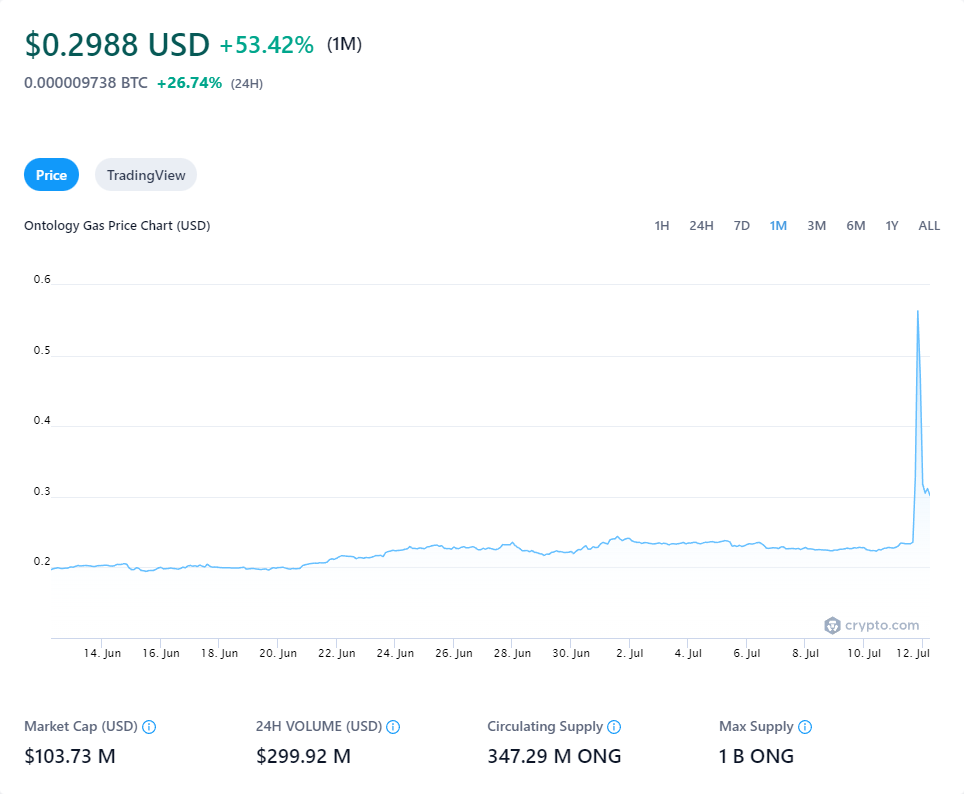 $0.2988 USD +53.42% (1M)
0.000009738 BTC +26.74% (24H)
Price TradingView
Ontology Gas Price Chart (USD)
1H 24H 7D 1M 3M 6M 1Y ALL
0.6
0.5
0.4
0.3
0.2
crypto.com
14. Jun 16. Jun 18. Jun 20. Jun 22. Jun 24. Jun 26. Jun 28. Jun 30. Jun 2. Jul 4. Jul 6. Jul 8. Jul 10. Jul 12. Jul
Market Cap (USD) 24H VOLUME (USD) Circulating Supply Max Supply
$103.73 M $299.92 M 347.29 M ONG 1 B ONG